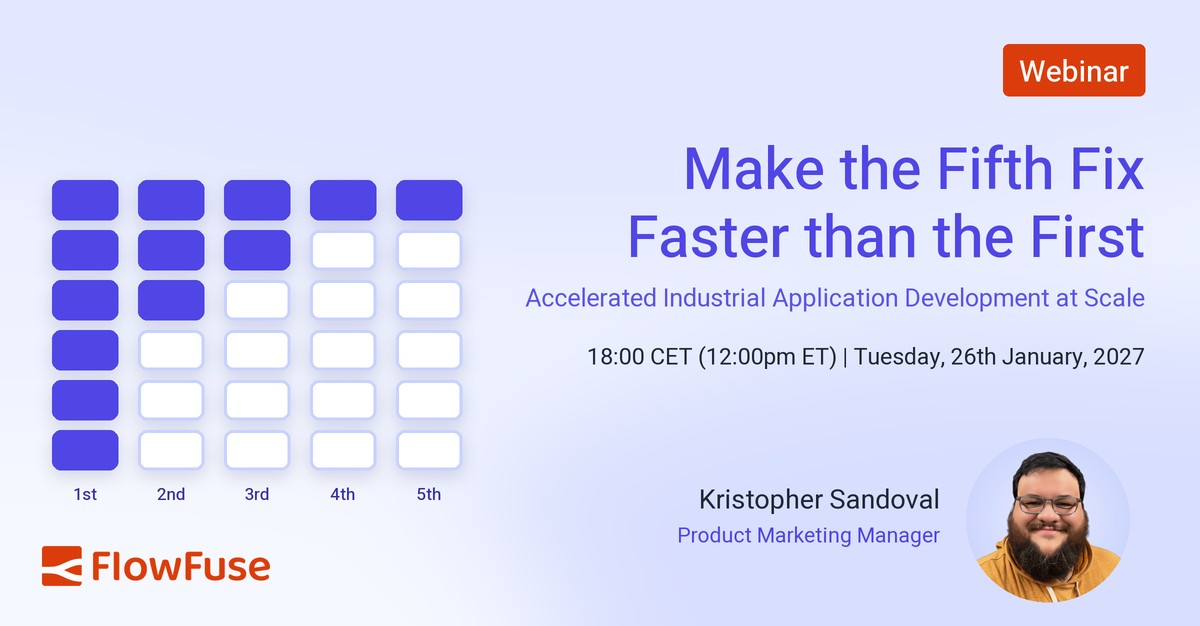 Webinar
Make the Fifth Fix
Faster than the First
Accelerated Industrial Application Development at Scale
18:00 CET (12:00pm ET) | Tuesday, 26th January, 2027
1st 2nd 3rd 4th 5th
Kristopher Sandoval
Product Marketing Manager
FlowFuse